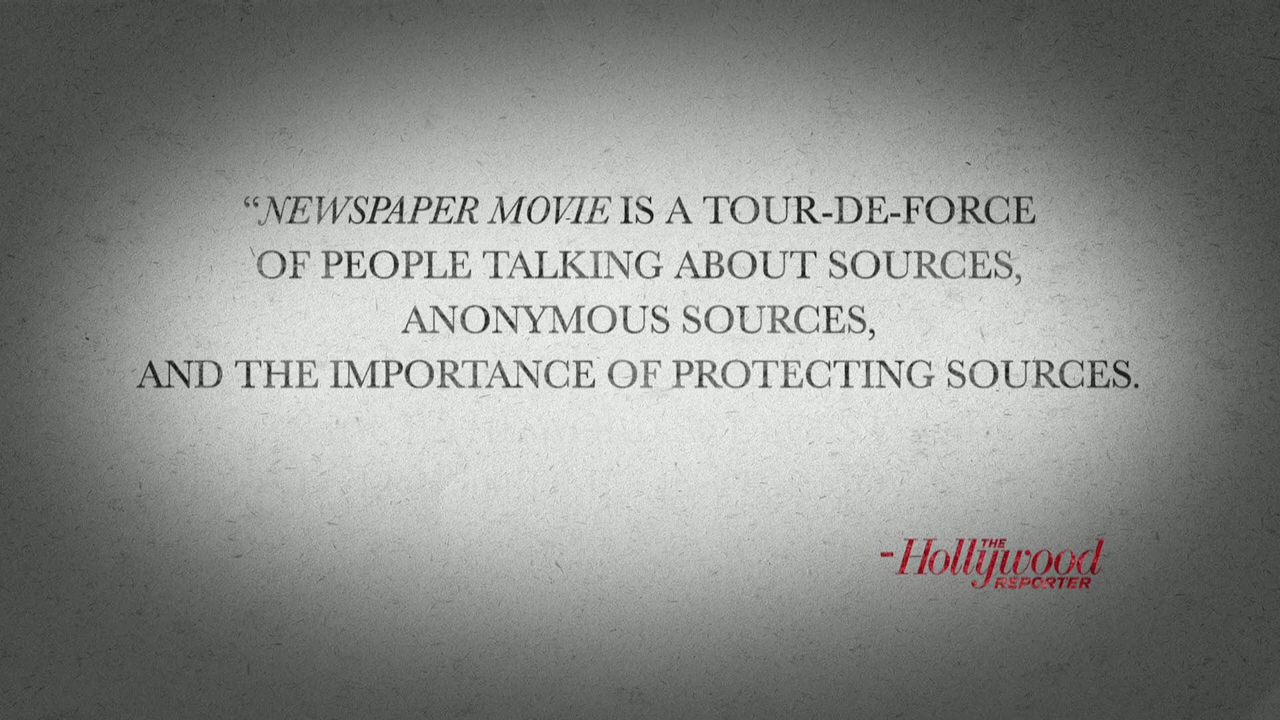 “NEWSPAPER MOVIE IS A TOUR-DE-FORCE
OF PEOPLE TALKING ABOUT SOURCES,
ANONYMOUS SOURCES,
AND THE IMPORTANCE OF PROTECTING SOURCES.
-THE Hollywood REPORTER